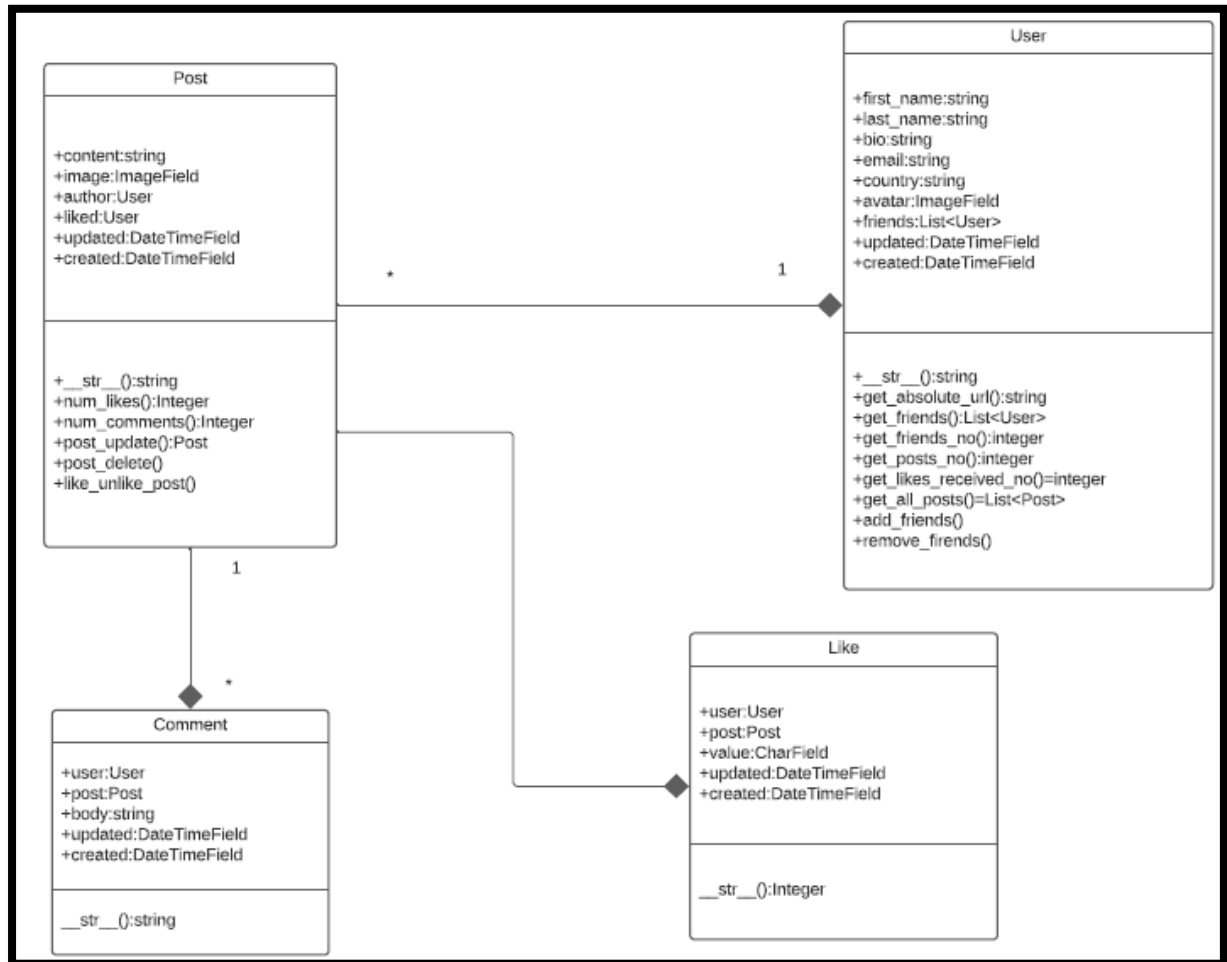 Post
+content:string
+image:ImageField
+author:User
+liked:User
+updated:DateTimeField
+created:DateTimeField
+__str__():string
+num_likes():Integer
+num_comments():Integer
+post_update():Post
+post_delete()
+like_unlike_post()
*
1
User
+first_name:string
+last_name:string
+bio:string
+email:string
+country:string
+avatar:ImageField
+friends:List<User>
+updated:DateTimeField
+created:DateTimeField
+__str__():string
+get_absolute_url():string
+get_friends():List<User>
+get_friends_no():integer
+get_posts_no():integer
+get_likes_received_no()=integer
+get_all_posts()=List<Post>
+add_friends()
+remove_firends()
1
*
Comment
+user:User
+post:Post
+body:string
+updated:DateTimeField
+created:DateTimeField
__str__():string
Like
+user:User
+post:Post
+value:CharField
+updated:DateTimeField
+created:DateTimeField
__str__():Integer